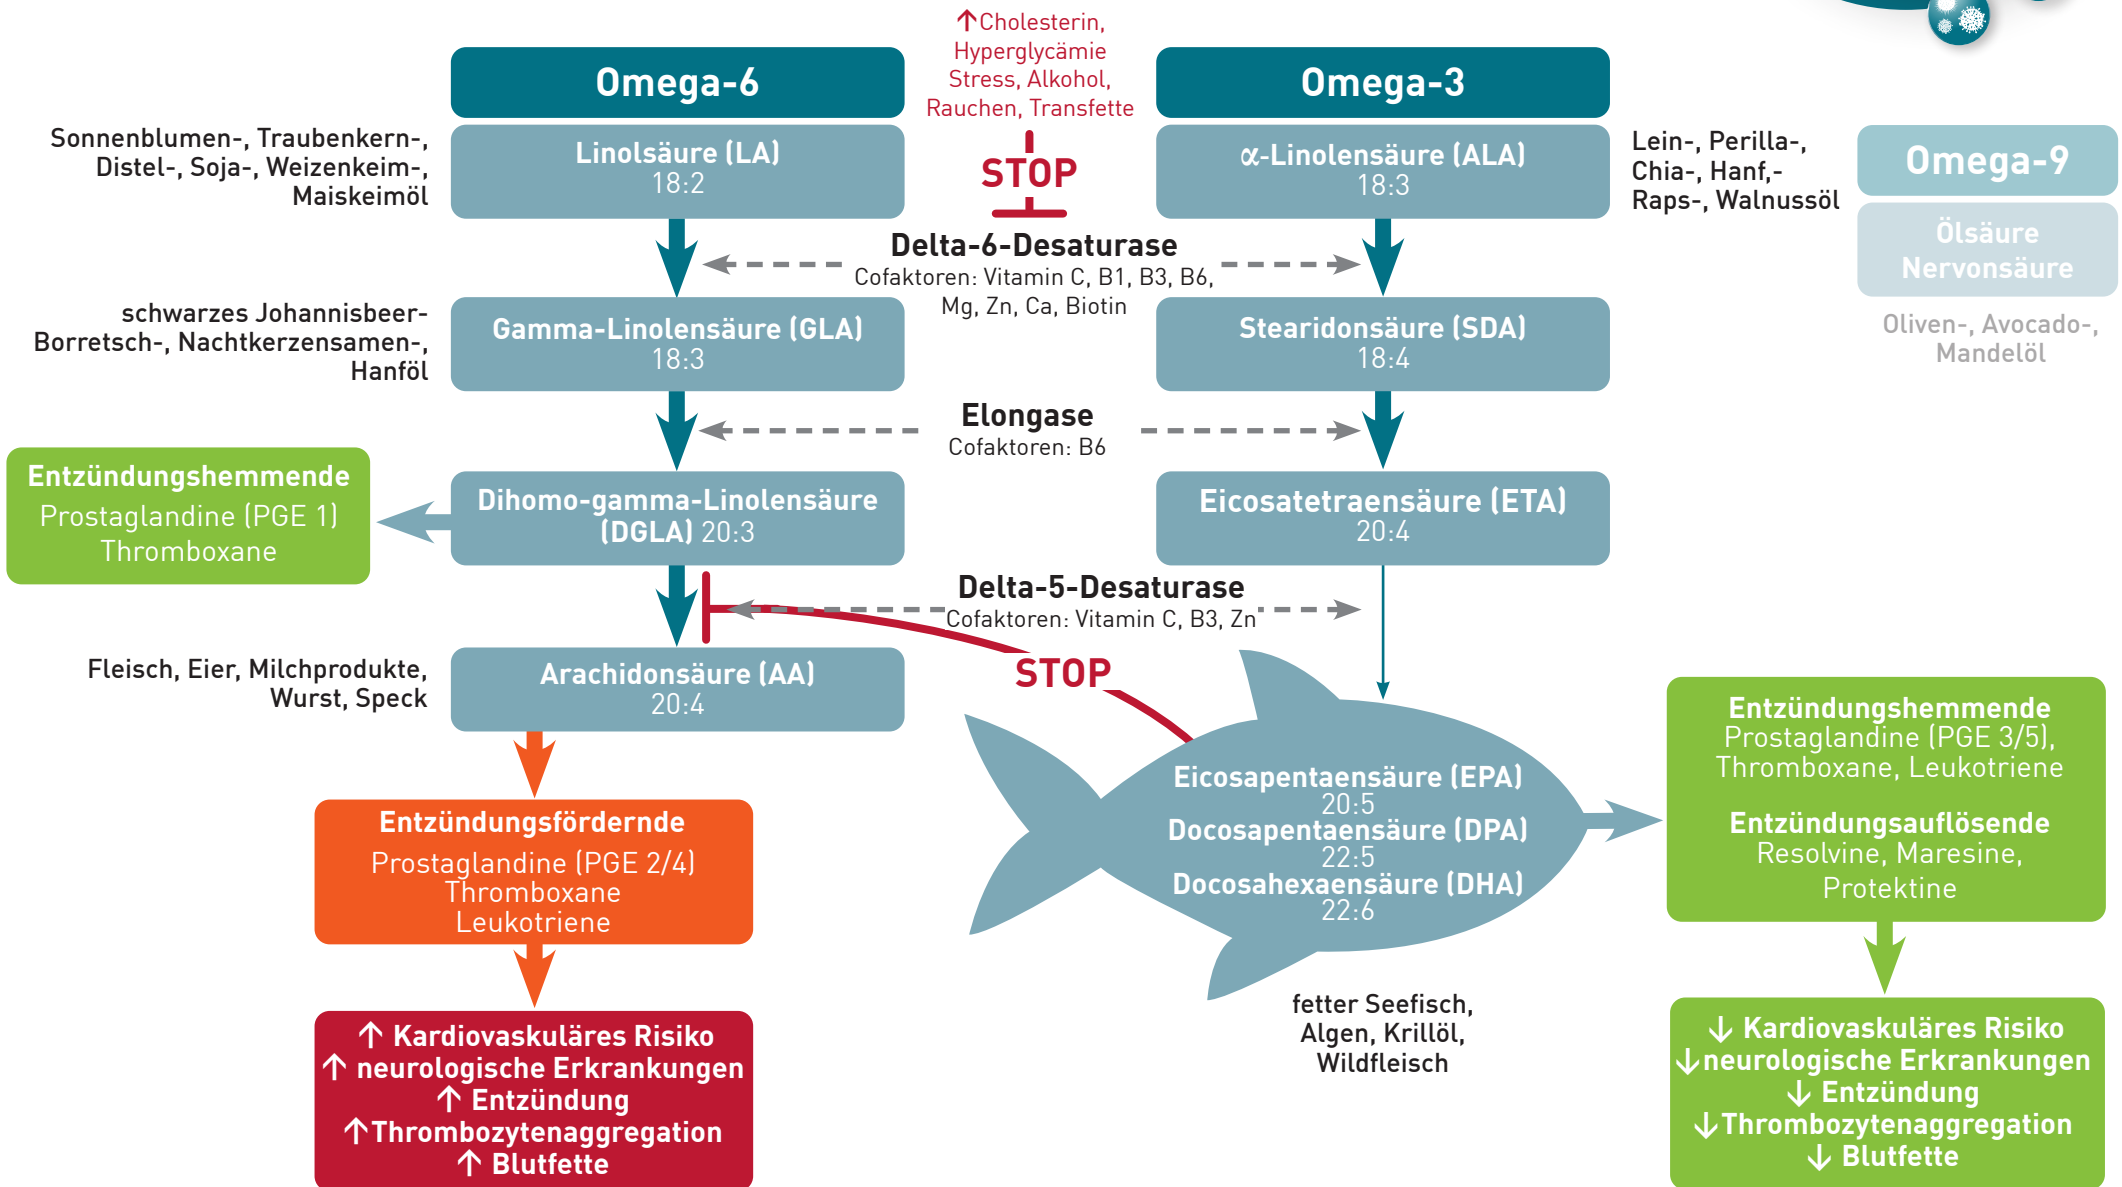 ↑Cholesterin,
Hyperglycämie
Stress, Alkohol,
Rauchen, Transfette
STOP
Omega-6
Sonnenblumen-, Traubenkern-,
Distel-, Soja-, Weizenkeim-,
Maiskeimöl
Linolsäure (LA)
18:2
Omega-3
α-Linolensäure (ALA)
18:3
Lein-, Perilla-,
Chia-, Hanf,-
Raps-, Walnussöl
Omega-9
Ölsäure
Nervonsäure
Oliven-, Avocado-,
Mandelöl
Delta-6-Desaturase
Cofaktoren: Vitamin C, B1, B3, B6,
Mg, Zn, Ca, Biotin
schwarzes Johannisbeer-
Borretsch-, Nachtkerzensamen-,
Hanföl
Gamma-Linolensäure (GLA)
18:3
Stearidonsäure (SDA)
18:4
Elongase
Cofaktoren: B6
Entzündungshemmende
Prostaglandine (PGE 1)
Thromboxane
Dihomo-gamma-Linolensäure
(DGLA) 20:3
Eicosatetraensäure (ETA)
20:4
Delta-5-Desaturase
Cofaktoren: Vitamin C, B3, Zn
STOP
Fleisch, Eier, Milchprodukte,
Wurst, Speck
Arachidonsäure (AA)
20:4
Entzündungsfördernde
Prostaglandine (PGE 2/4)
Thromboxane
Leukotriene
↑ Kardiovaskuläres Risiko
↑ neurologische Erkrankungen
↑ Entzündung
↑Thrombozytenaggregation
↑ Blutfette
Eicosapentaensäure (EPA)
20:5
Docosapentaensäure (DPA)
22:5
Docosahexaensäure (DHA)
22:6
fetter Seefisch,
Algen, Krillöl,
Wildfleisch
Entzündungshemmende
Prostaglandine (PGE 3/5),
Thromboxane, Leukotriene
Entzündungsauflösende
Resolvine, Maresine,
Protektine
↓ Kardiovaskuläres Risiko
↓neurologische Erkrankungen
↓ Entzündung
↓Thrombozytenaggregation
↓ Blutfette